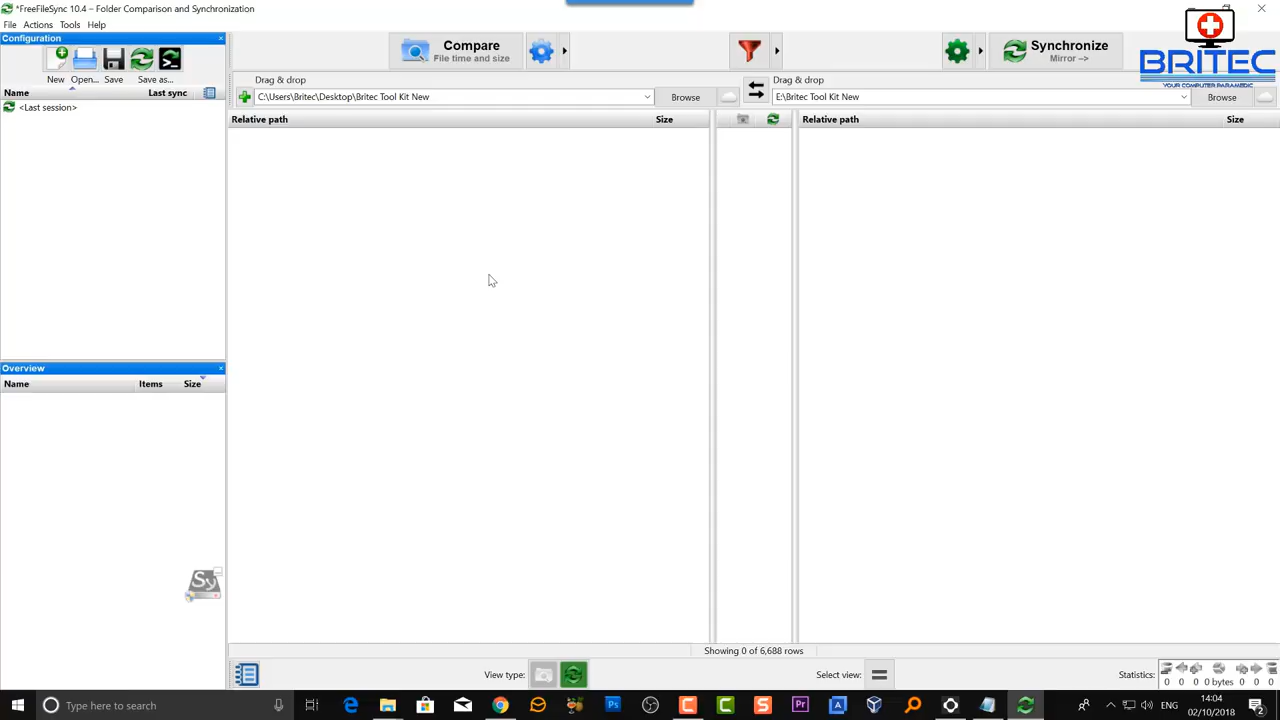 *FreeFileSync 10.4 – Folder Comparison and Synchronization
File Actions Tools Help
Configuration
New Open... Save Save as...
Name Last sync
<Last session>
Compare
File time and size
Synchronize
Mirror -->
BRITEC
YOUR COMPUTER PARAMEDIC
Drag & drop
C:\Users\Britec\Desktop\Britec Tool Kit New
Browse
Drag & drop
E:\Britec Tool Kit New
Browse
Relative path Size
Relative path Size
Overview
Name Items Size
Sy
Showing 0 of 6,688 rows
View type:
Select view:
Statistics:
0 0 0 bytes 0 0 0
Type here to search
Ps
Pr
ENG
14:04
02/10/2018
2